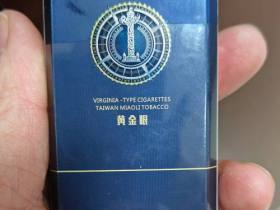 VIRGINIA -TYPE CIGARETTES
TAIWAN MIAOLI TOBACCO
黄金眼